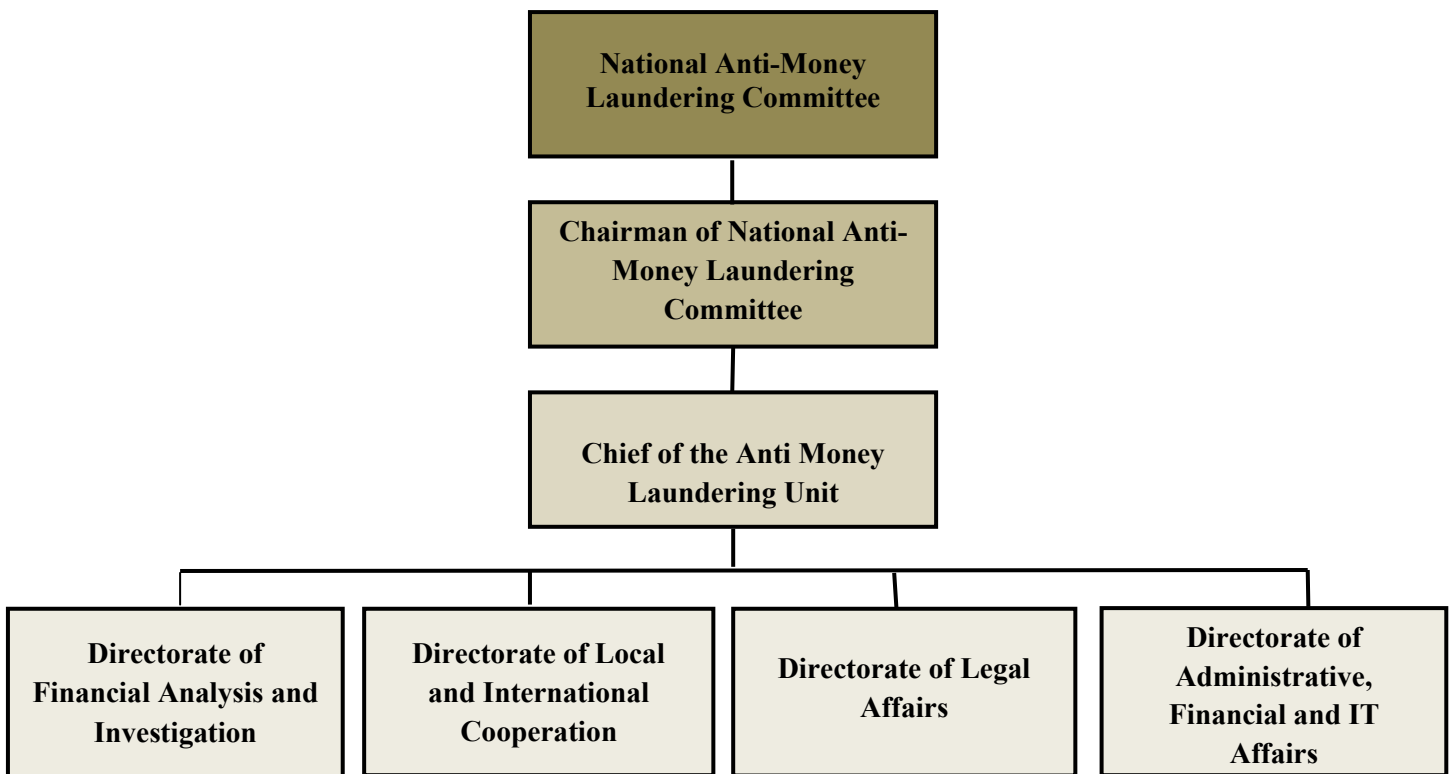 National Anti-Money
Laundering Committee
Chairman of National Anti-
Money Laundering
Committee
Chief of the Anti Money
Laundering Unit
Directorate of
Financial Analysis and
Investigation
Directorate of Local
and International
Cooperation
Directorate of Legal
Affairs
Directorate of
Administrative,
Financial and IT
Affairs